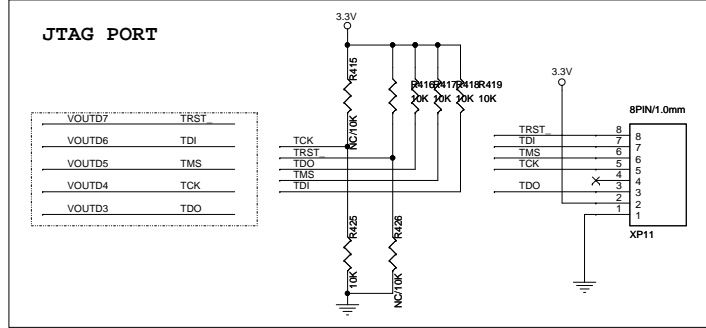 JTAG PORT
3.3V
R415
NC/10K
R416 R417 R418 R419
10K 10K 10K 10K
VOUTD7 TRST_
VOUTD6 TDI
VOUTD5 TMS
VOUTD4 TCK
VOUTD3 TDO
TCK
TRST_
TDO
TMS
TDI
R425
10K
R426
NC/10K
3.3V
8PIN/1.0mm
TRST_ 8 8
TDI 7 7
TMS 6 6
TCK 5 5
4 4
TDO 3 3
2 2
1 1
XP11